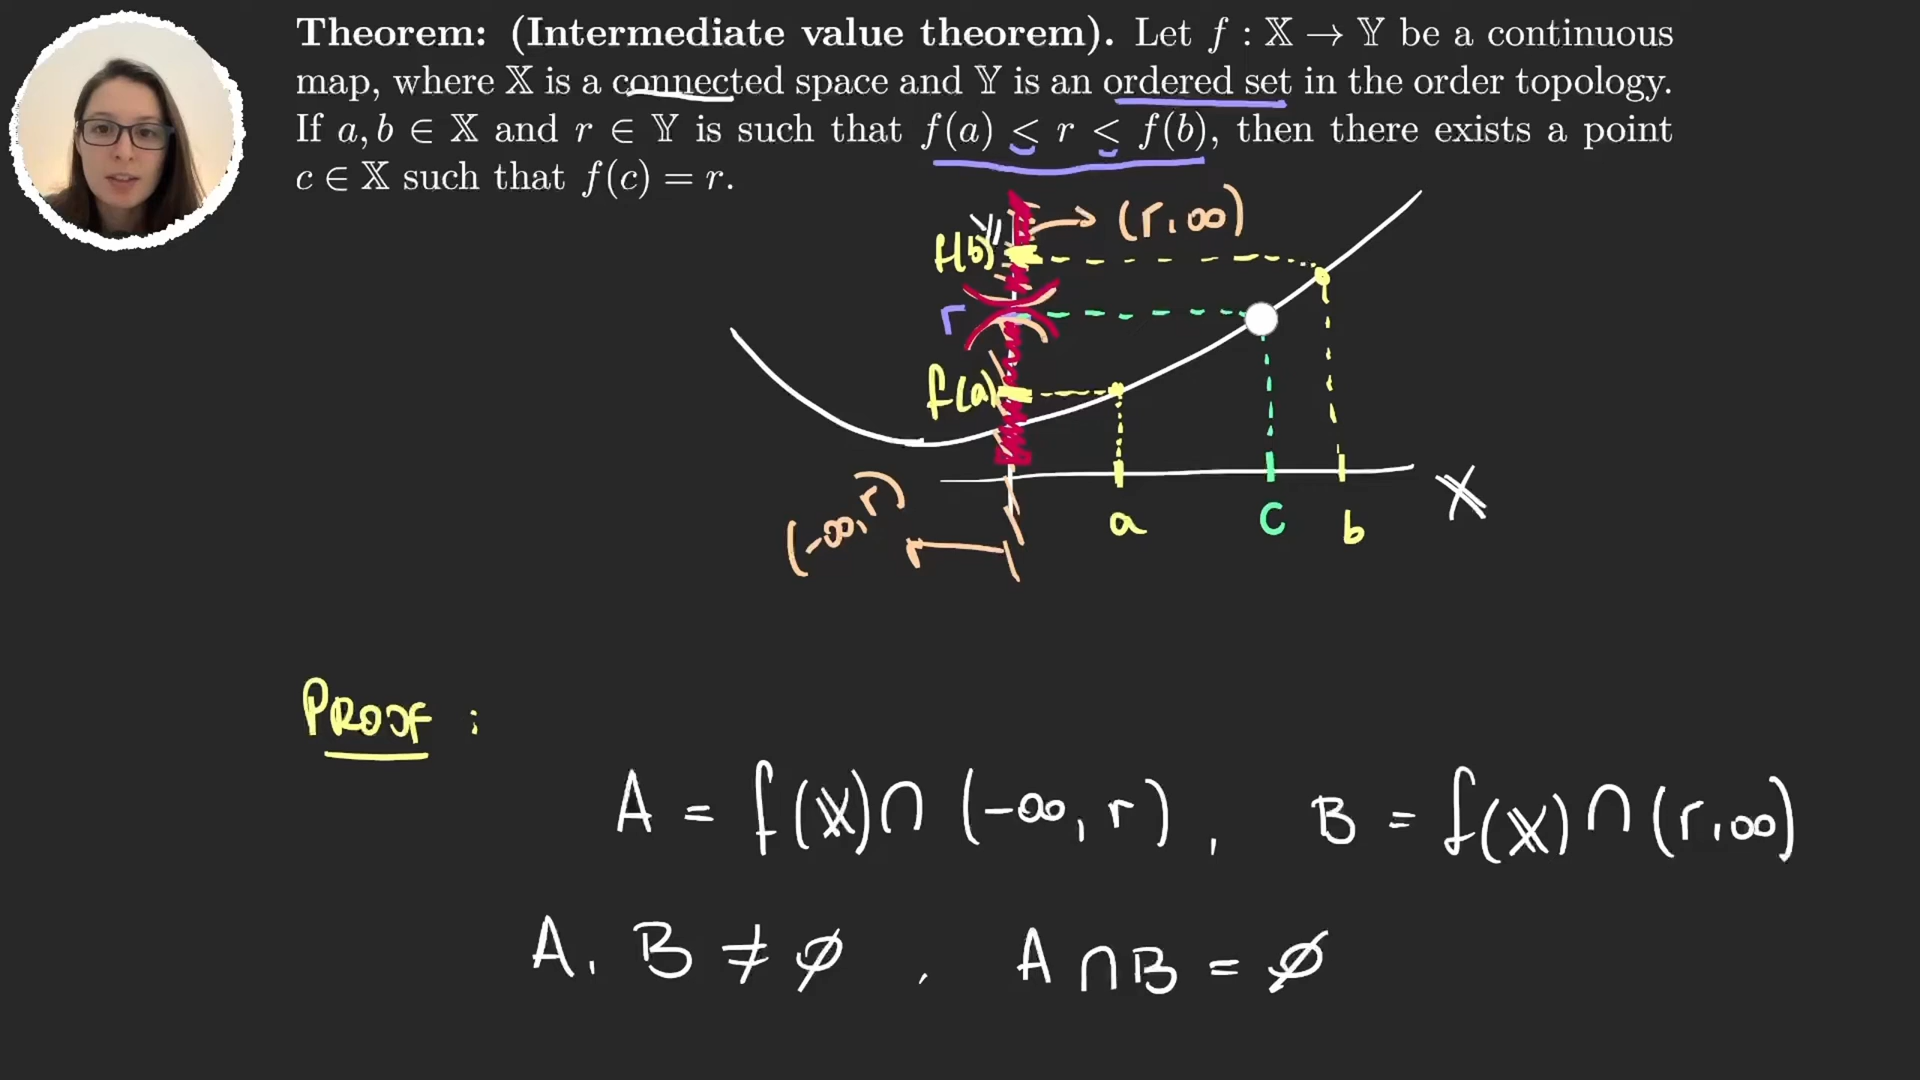 Theorem: (Intermediate value theorem). Let f : 𝕏 → 𝕐 be a continuous
map, where 𝕏 is a connected space and 𝕐 is an ordered set in the order topology.
If a, b ∈ 𝕏 and r ∈ 𝕐 is such that f(a) < r < f(b), then there exists a point
c ∈ 𝕏 such that f(c) = r.
𝕐
(r, ∞)
f(b)
r
f(a)
(-∞, r)
a
c
b
𝕏
PROOF :
A = f(𝕏) ∩ (-∞, r) , B = f(𝕏) ∩ (r, ∞)
A, B ≠ ∅ , A ∩ B = ∅